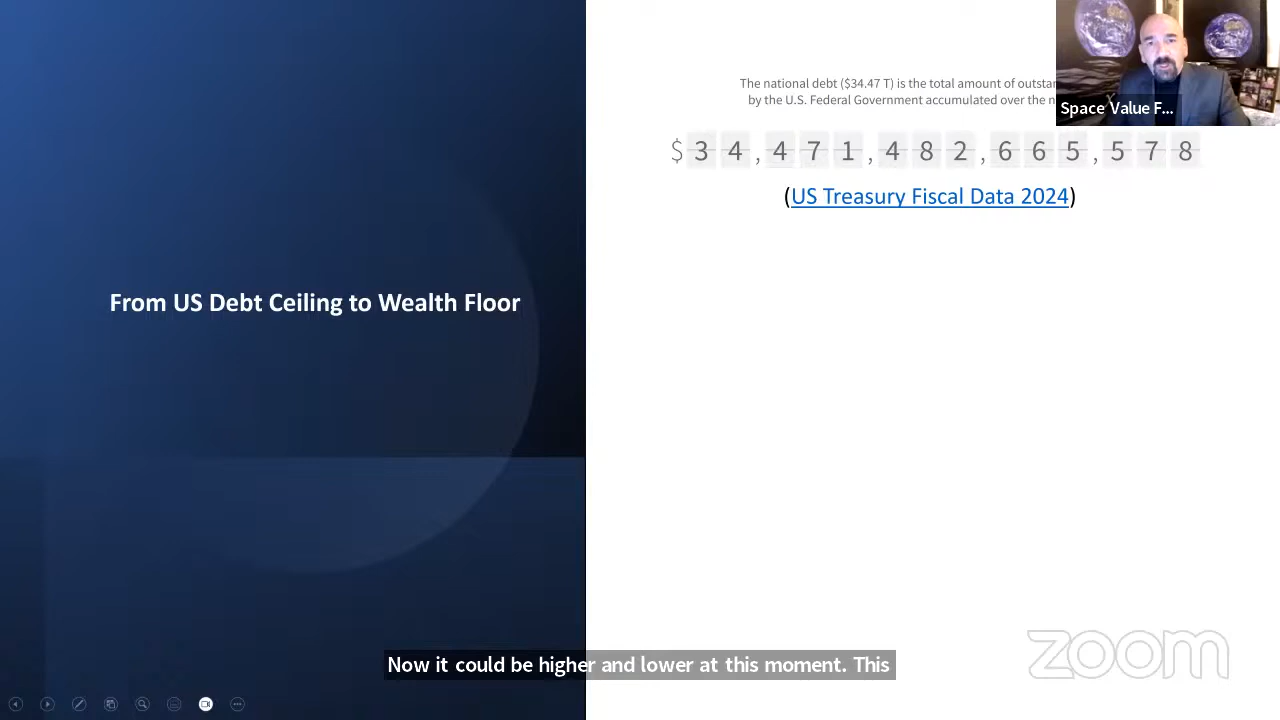 The national debt ($34.47 T) is the total amount of
by the U.S. Federal Government accumulated over the
Space Value F...
$34,471,482,665,578
(US Treasury Fiscal Data 2024)
From US Debt Ceiling to Wealth Floor
Now it could be higher and lower at this moment. This
zoom